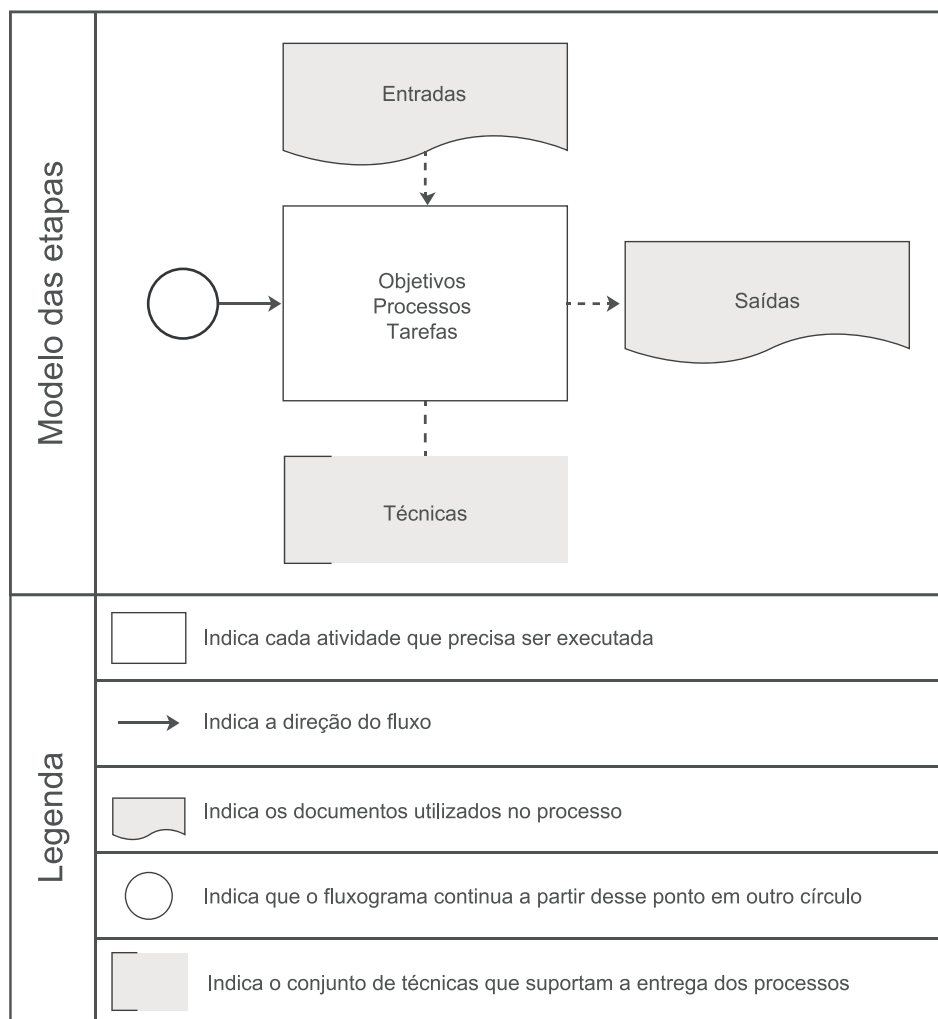 Modelo das etapas
Entradas
Objetivos
Processos
Tarefas
Saídas
Técnicas
Legenda
Indica cada atividade que precisa ser executada
Indica a direção do fluxo
Indica os documentos utilizados no processo
Indica que o fluxograma continua a partir desse ponto em outro círculo
Indica o conjunto de técnicas que suportam a entrega dos processos